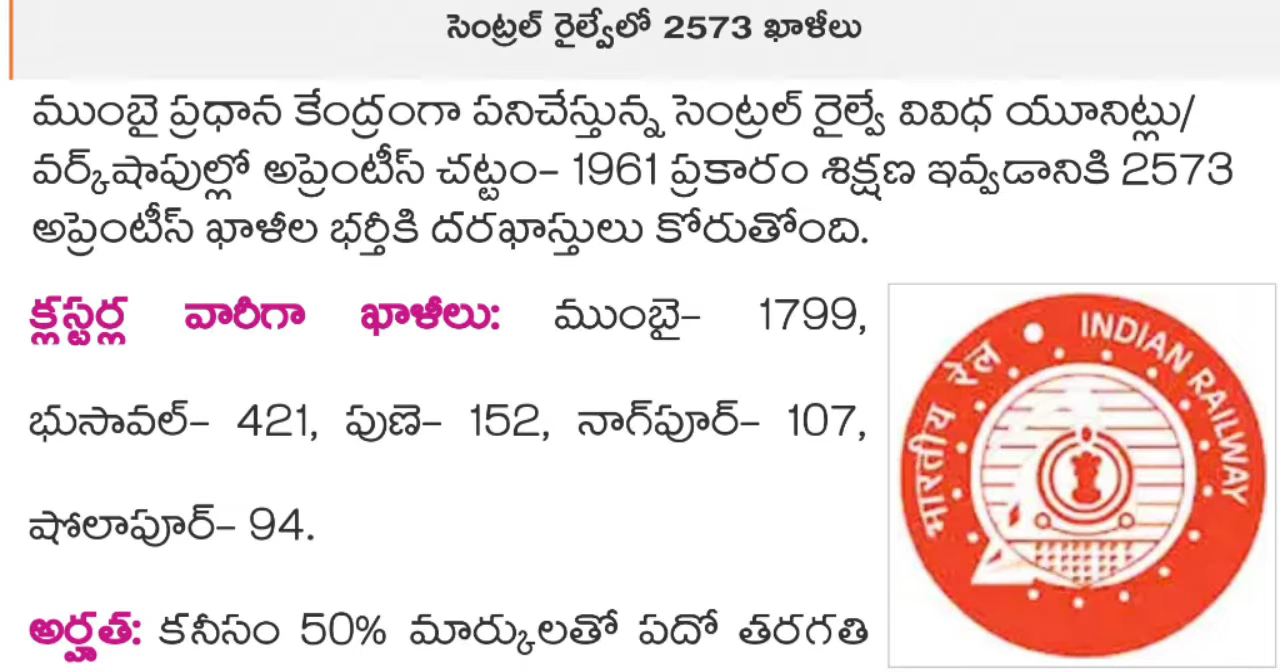 సెంట్రల్ రైల్వేలో 2573 ఖాళీలు
ముంబై ప్రధాన కేంద్రంగా పనిచేస్తున్న సెంట్రల్ రైల్వే వివిధ యూనిట్లు/
వర్క్‌షాపుల్లో అప్రెంటీస్ చట్టం– 1961 ప్రకారం శిక్షణ ఇవ్వడానికి 2573
అప్రెంటీస్ ఖాళీల భర్తీకి దరఖాస్తులు కోరుతోంది.
క్లస్టర్ల వారీగా ఖాళీలు: ముంబై– 1799,
భుసావల్– 421, పుణె– 152, నాగ్‌పూర్– 107,
షోలాపూర్– 94.
అర్హత: కనీసం 50% మార్కులతో పదో తరగతి
भारतीय रेल
INDIAN RAILWAY